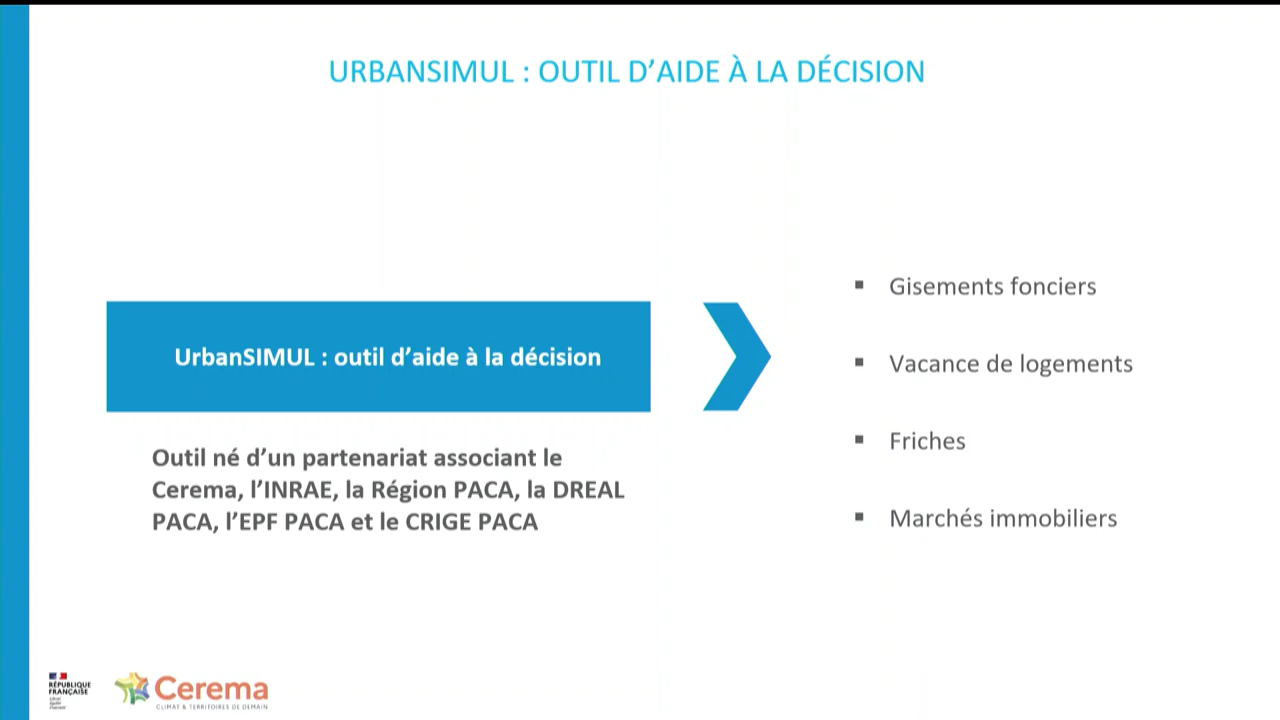 URBANSIMUL : OUTIL D’AIDE À LA DÉCISION
UrbanSIMUL : outil d’aide à la décision
Outil né d’un partenariat associant le
Cerema, l’INRAE, la Région PACA, la DREAL
PACA, l’EPF PACA et le CRIGE PACA
▪ Gisements fonciers
▪ Vacance de logements
▪ Friches
▪ Marchés immobiliers
RÉPUBLIQUE
FRANÇAISE
Cerema
CLIMAT & TERRITOIRES DE DEMAIN